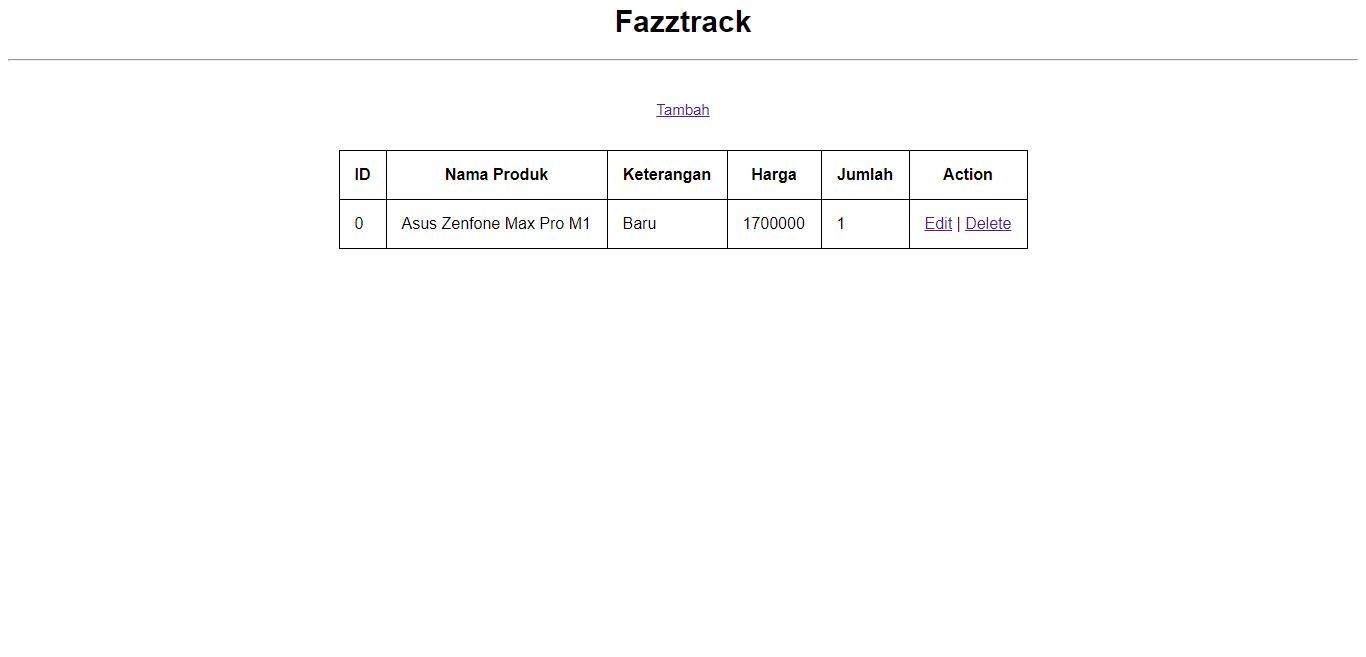 Fazztrack
Tambah
ID Nama Produk Keterangan Harga Jumlah Action
0 Asus Zenfone Max Pro M1 Baru 1700000 1 Edit | Delete